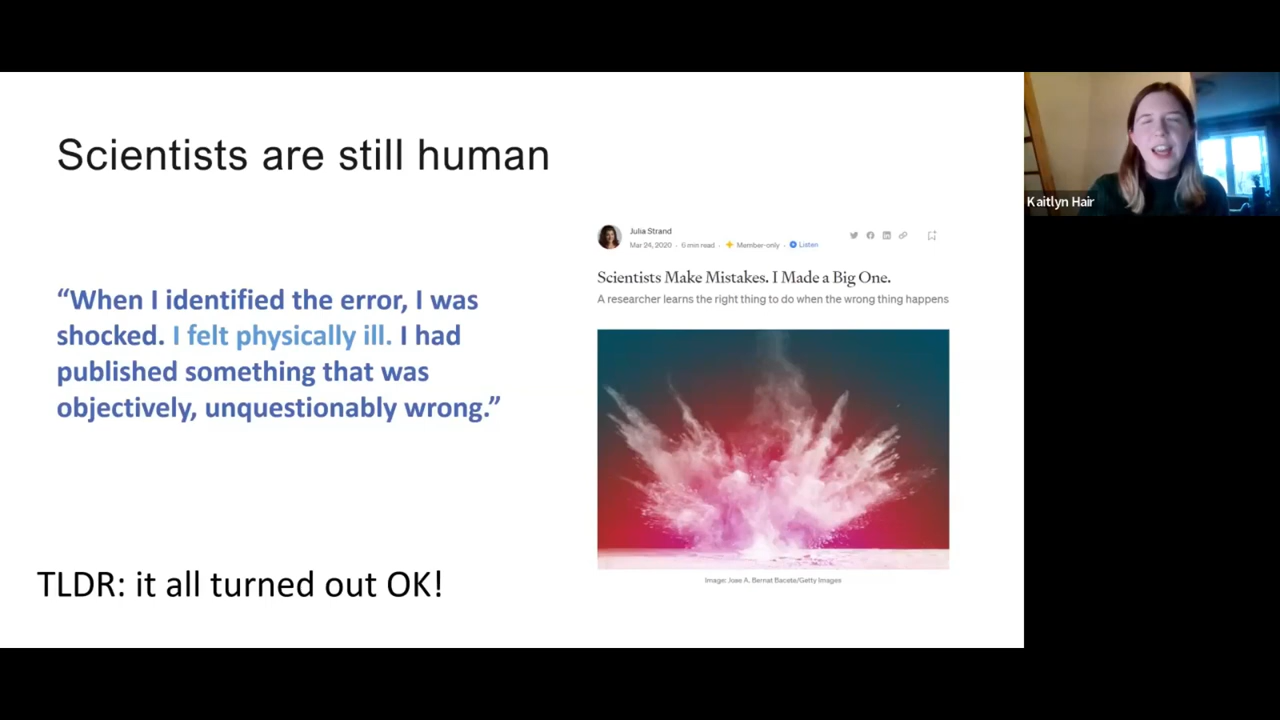 Scientists are still human
Kaitlyn Hair
Julia Strand
Mar 24, 2020 · 6 min read · Member-only · Listen
Scientists Make Mistakes. I Made a Big One.
A researcher learns the right thing to do when the wrong thing happens
“When I identified the error, I was
shocked. I felt physically ill. I had
published something that was
objectively, unquestionably wrong.”
Image: Jose A. Bernat Bacete/Getty Images
TLDR: it all turned out OK!